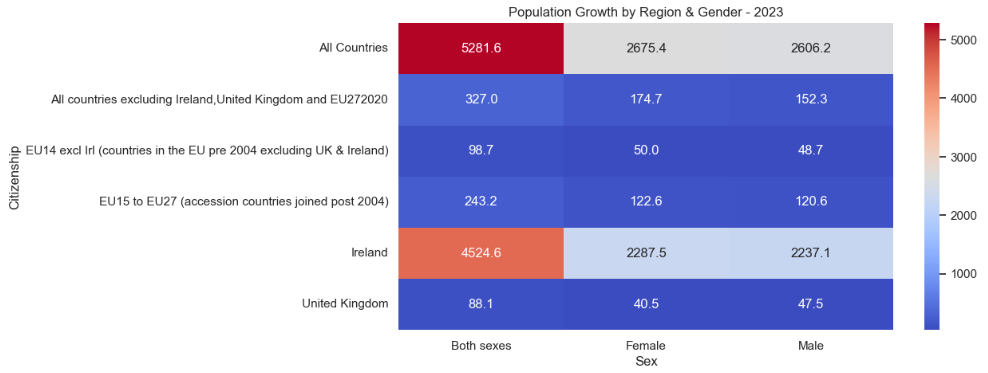 Population Growth by Region & Gender - 2023
Citizenship
All Countries 5281.6 2675.4 2606.2
All countries excluding Ireland,United Kingdom and EU272020 327.0 174.7 152.3
EU14 excl Irl (countries in the EU pre 2004 excluding UK & Ireland) 98.7 50.0 48.7
EU15 to EU27 (accession countries joined post 2004) 243.2 122.6 120.6
Ireland 4524.6 2287.5 2237.1
United Kingdom 88.1 40.5 47.5
Both sexes Female Male
Sex
5000
4000
3000
2000
1000